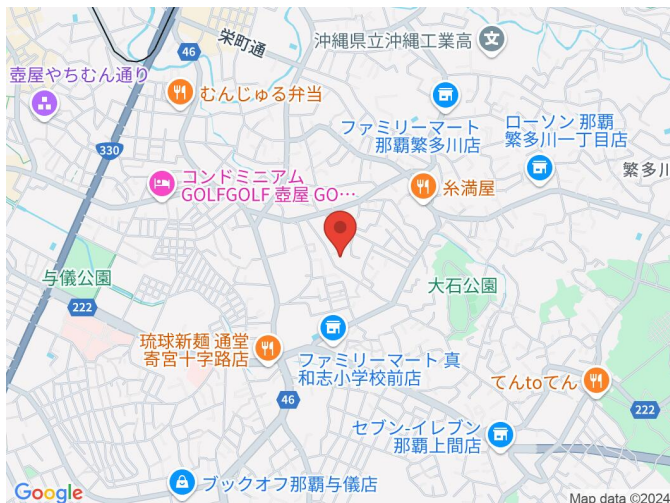 46
栄町通
沖縄県立沖縄工業高
壺屋やちむん通り
むんじゅる弁当
ファミリーマート
那覇繁多川店
ローソン 那覇
繁多川一丁目店
330
コンドミニアム
GOLFGOLF 壺屋 GO…
糸満屋
繁多川
与儀公園
222
大石公園
琉球新麺 通堂
寄宮十字路店
ファミリーマート 真
和志小学校前店
てんtoてん
46
222
セブン-イレブン
那覇上間店
ブックオフ那覇与儀店
Google
Map data ©2024